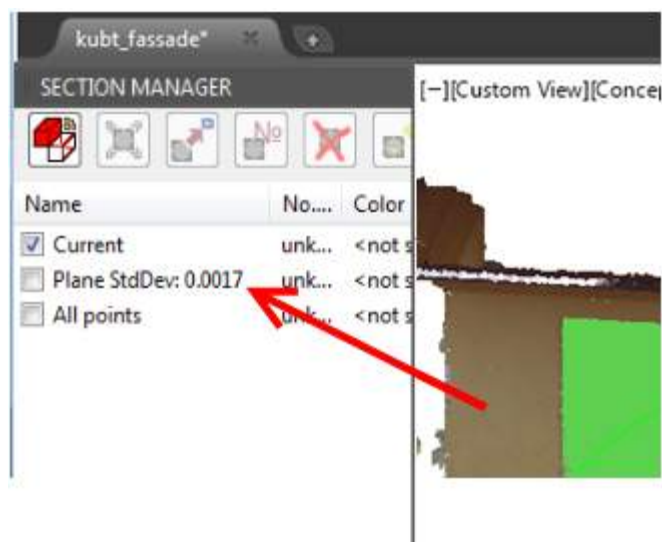 kubt_fassade*
SECTION MANAGER
[−][Custom View][Concep
Nº
Name No.... Color
Current unk... <not s
Plane StdDev: 0.0017 unk... <not s
All points unk... <not s